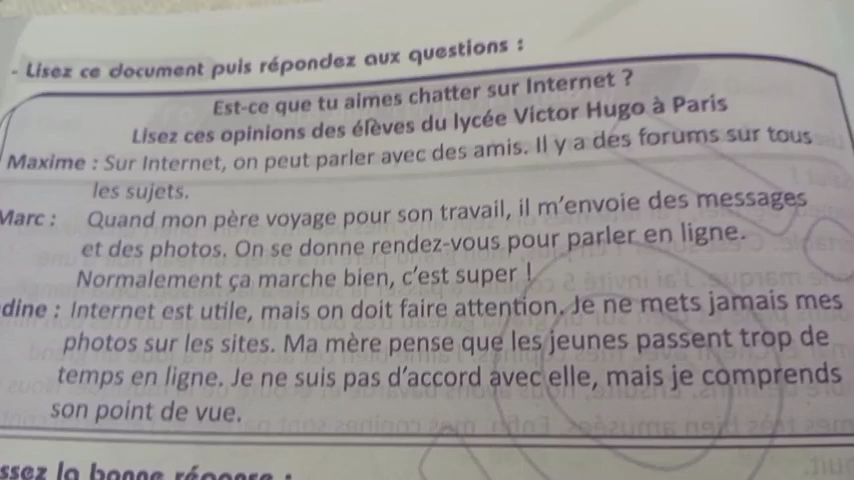 - Lisez ce document puis répondez aux questions :
Est-ce que tu aimes chatter sur Internet ?
Lisez ces opinions des élèves du lycée Victor Hugo à Paris
Maxime : Sur Internet, on peut parler avec des amis. Il y a des forums sur tous
les sujets.
Marc : Quand mon père voyage pour son travail, il m'envoie des messages
et des photos. On se donne rendez-vous pour parler en ligne.
Normalement ça marche bien, c'est super !
dine : Internet est utile, mais on doit faire attention. Je ne mets jamais mes
photos sur les sites. Ma mère pense que les jeunes passent trop de
temps en ligne. Je ne suis pas d'accord avec elle, mais je comprends
son point de vue.
ssez la bonne réponse :